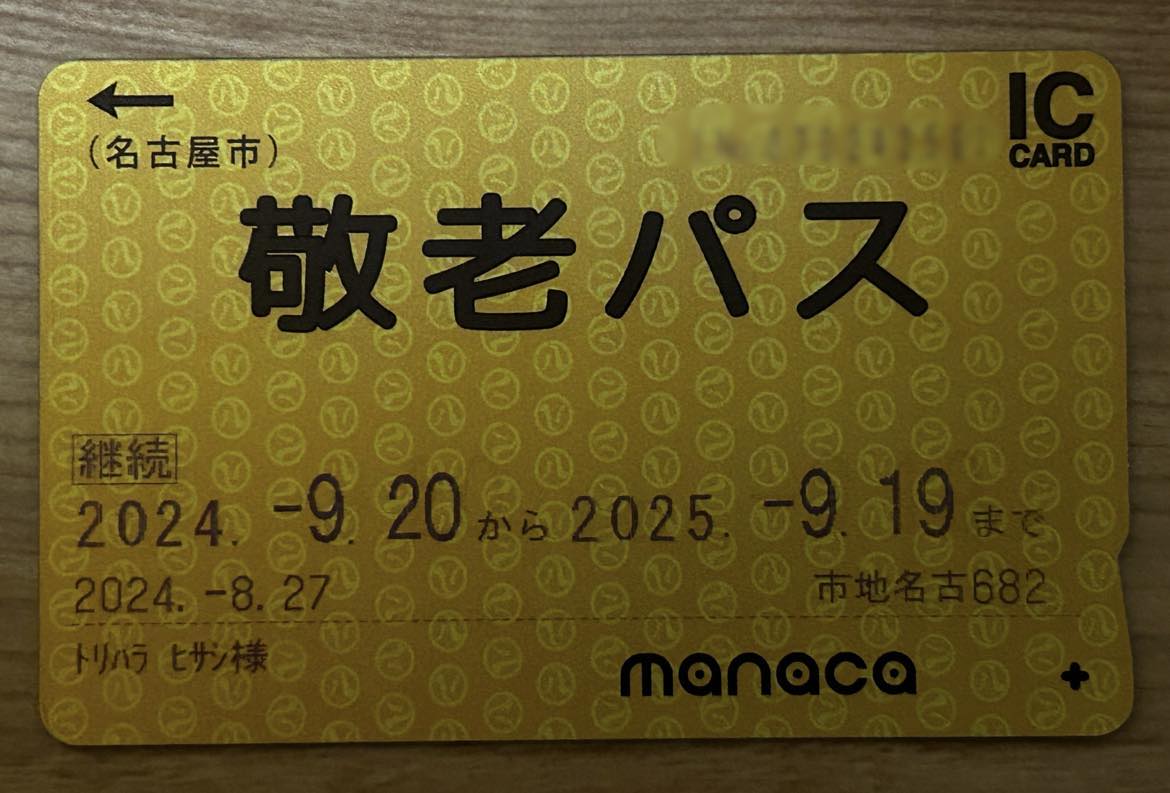 ←
(名古屋市)
IC
CARD
敬老パス
継続
2024. -9. 20から2025. -9. 19まで
2024. -8. 27
市地名古682
トリハラ ヒサシ様
manaca
+